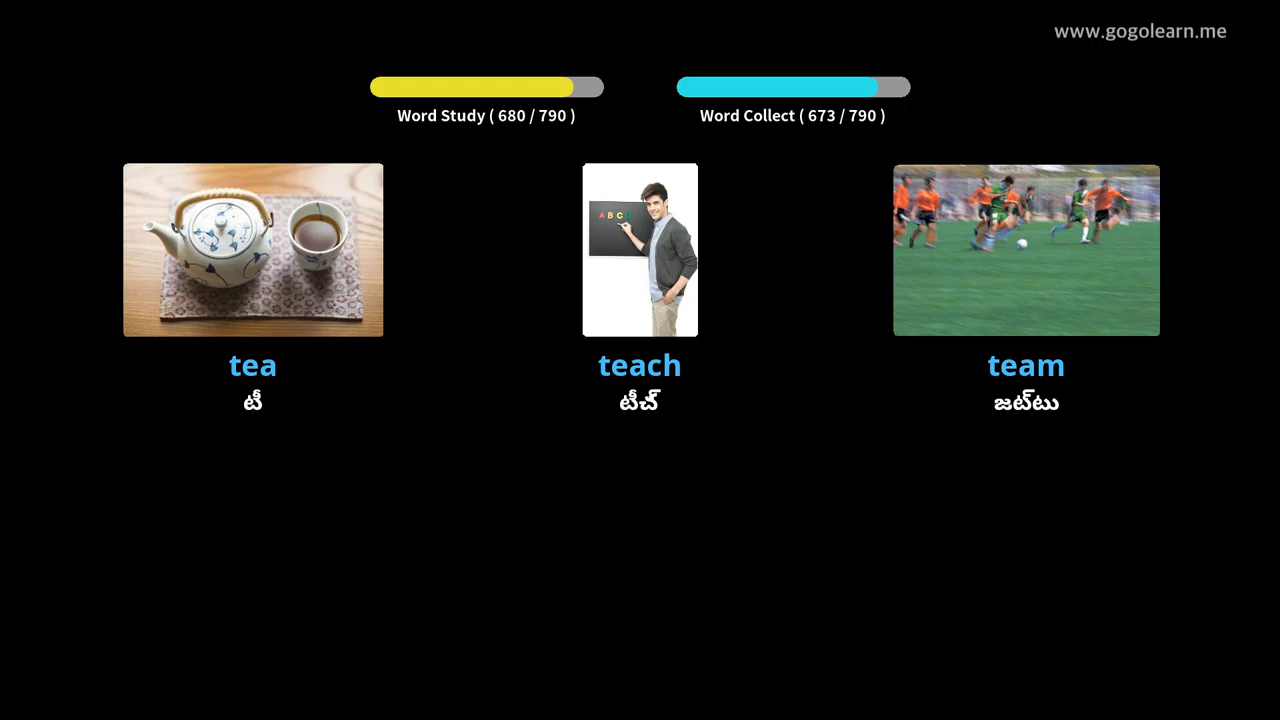 www.gogolearn.me
Word Study ( 680 / 790 )
Word Collect ( 673 / 790 )
A B C D
tea
teach
team
టీ
టీచ్
జట్టు